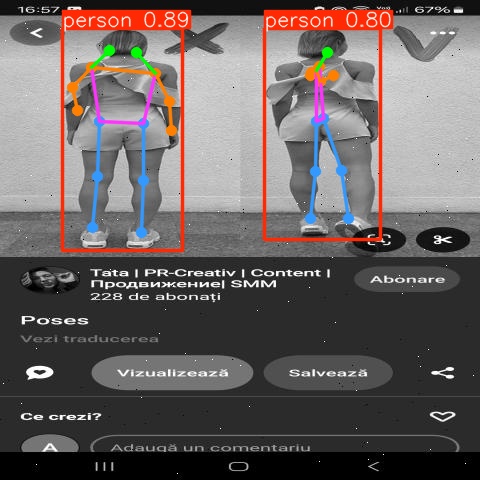 16:57
67%
person 0.89
person 0.80
Tata | PR-Creativ | Content |
Продвижение| SMM
228 de abonați
Abonare
Poses
Vezi traducerea
Vizualizează
Salvează
Ce crezi?
A
Adaugă un comentariu